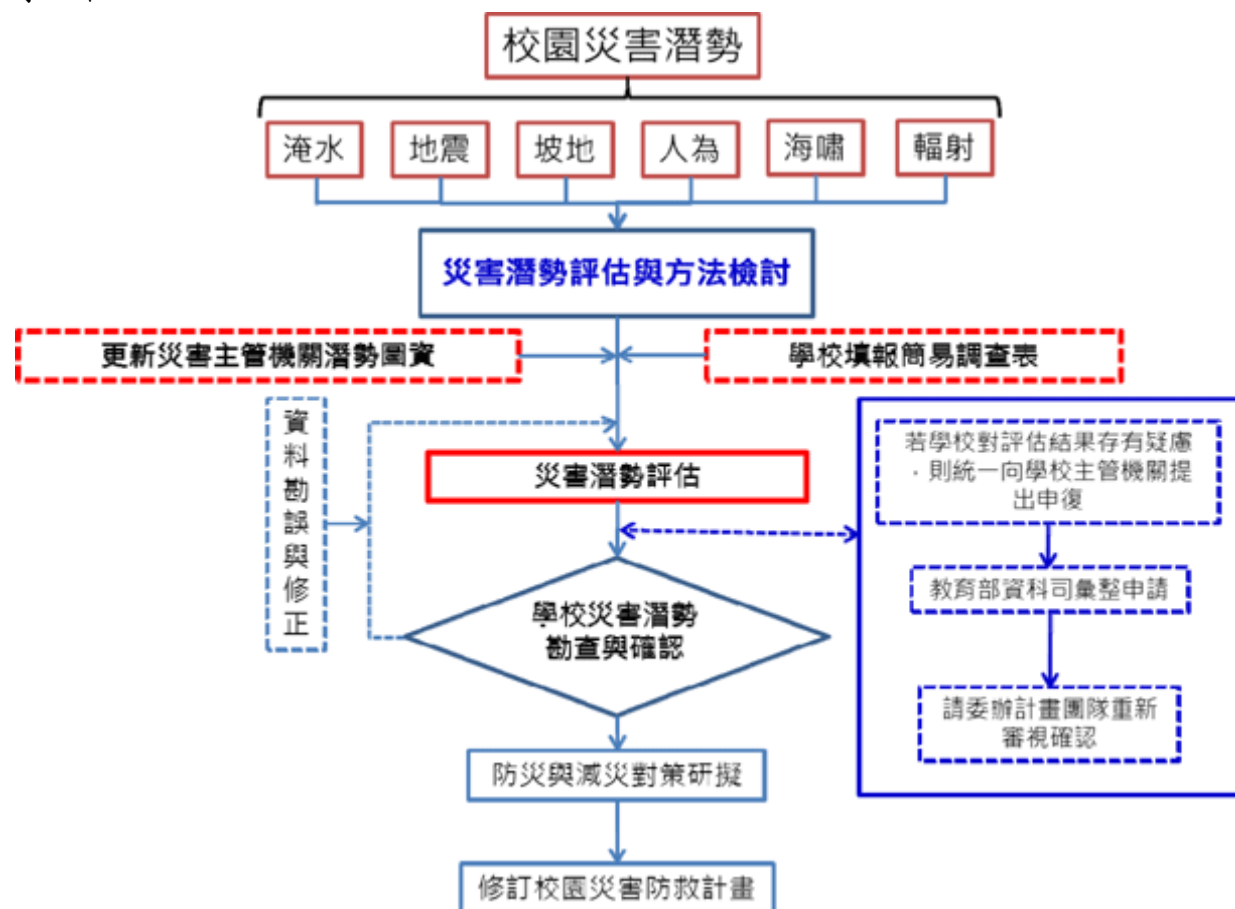 校園災害潛勢
淹水
地震
坡地
人為
海嘯
輻射
災害潛勢評估與方法檢討
更新災害主管機關潛勢圖資
學校填報簡易調查表
資料勘誤與修正
災害潛勢評估
若學校對評估結果存有疑慮
，則統一向學校主管機關提
出申復
教育部資科司彙整申請
請委辦計畫團隊重新
審視確認
學校災害潛勢
勘查與確認
防災與減災對策研擬
修訂校園災害防救計畫